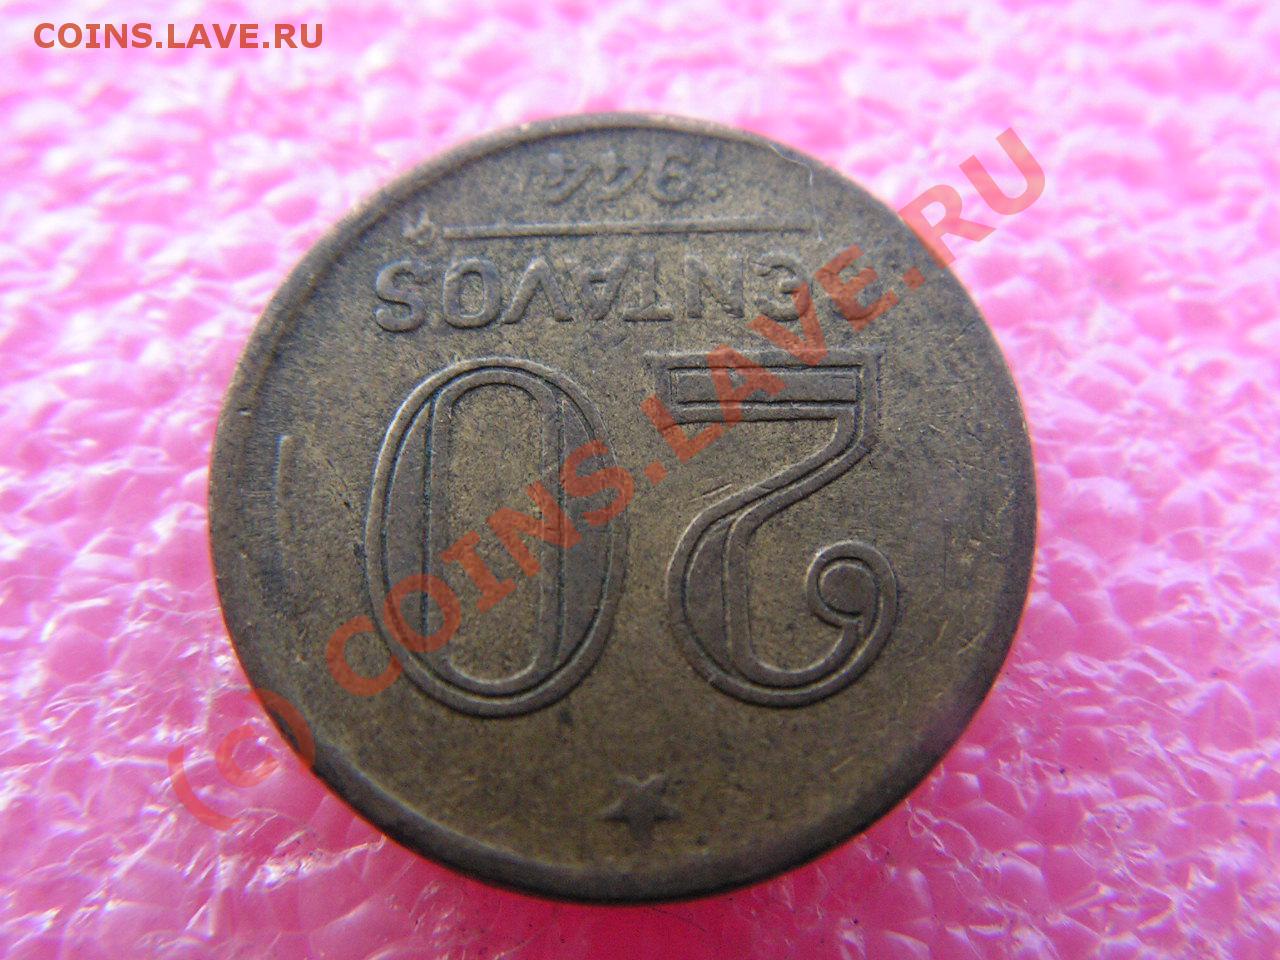 COINS.LAVE.RU
20
CENTAVOS
1944
(c) COINS.LAVE.RU